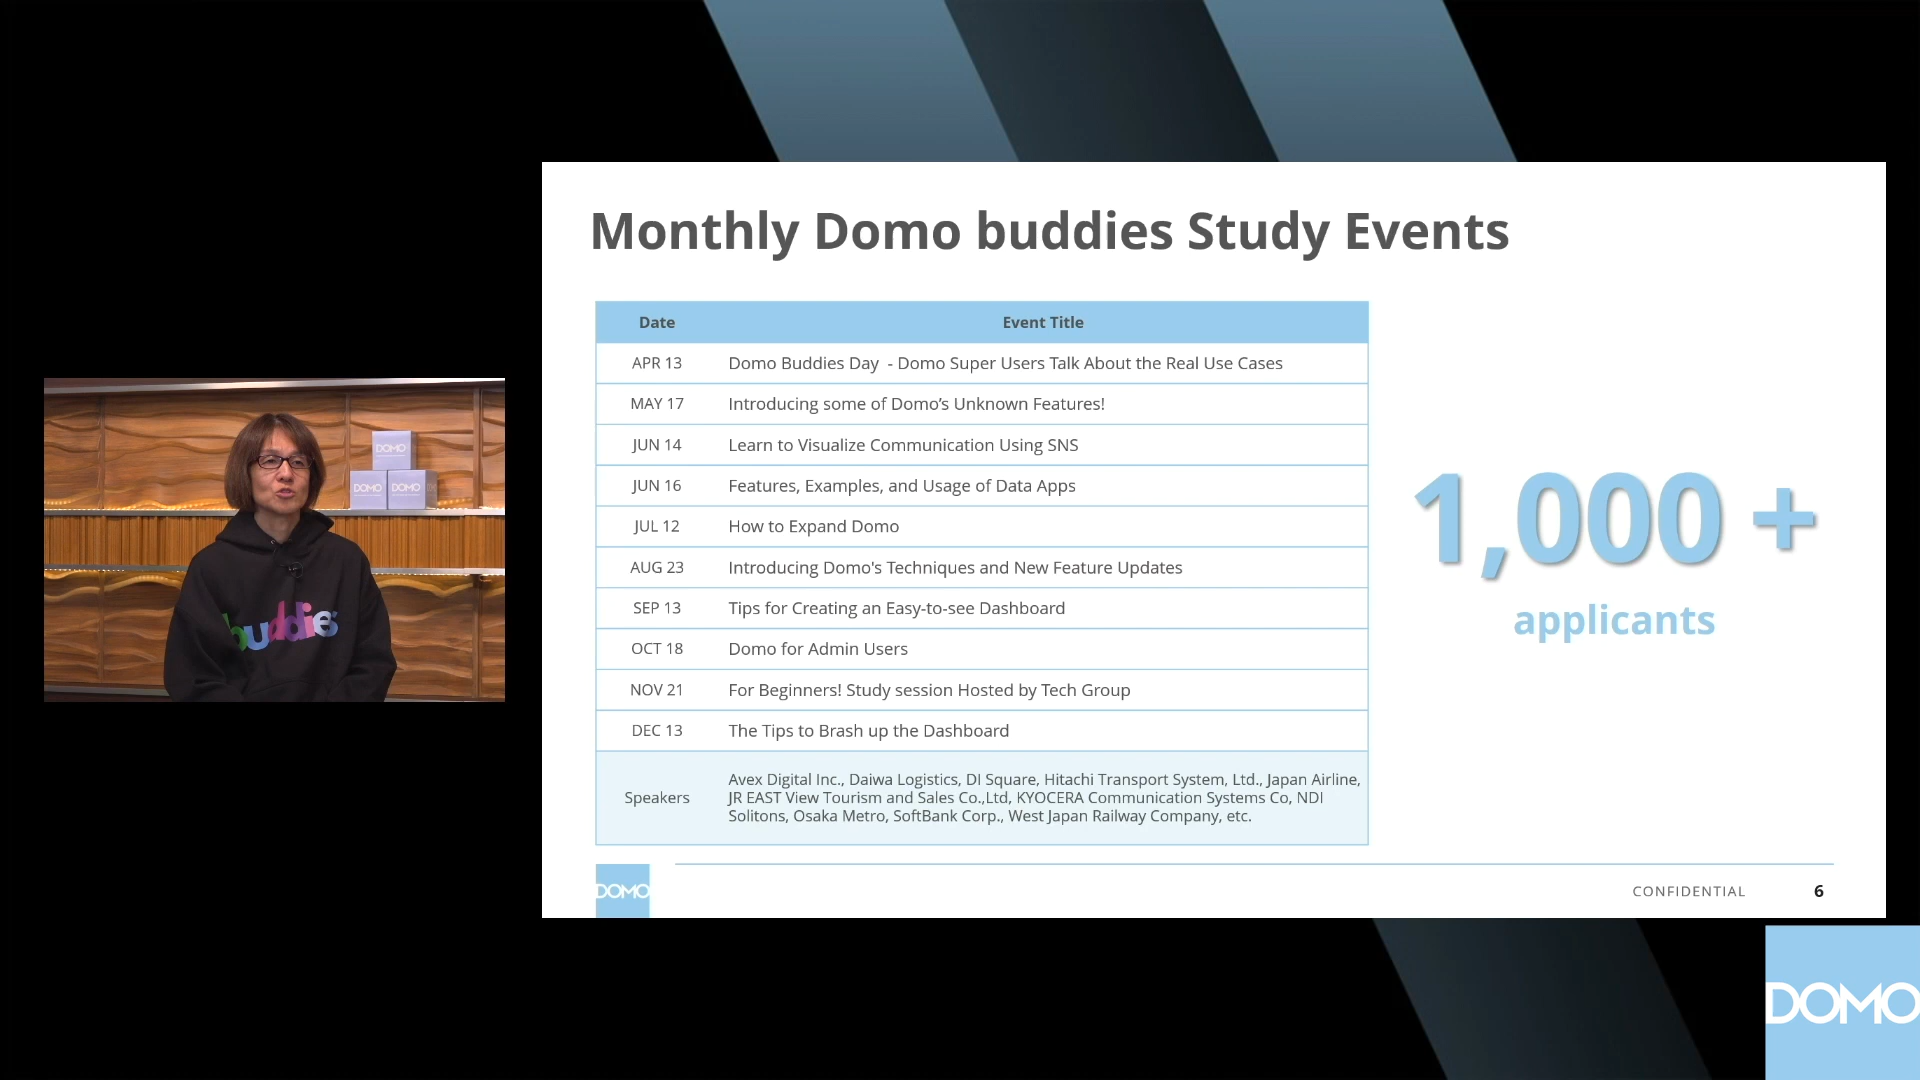 Monthly Domo buddies Study Events
Date Event Title
APR 13 Domo Buddies Day - Domo Super Users Talk About the Real Use Cases
MAY 17 Introducing some of Domo’s Unknown Features!
JUN 14 Learn to Visualize Communication Using SNS
JUN 16 Features, Examples, and Usage of Data Apps
JUL 12 How to Expand Domo
AUG 23 Introducing Domo's Techniques and New Feature Updates
SEP 13 Tips for Creating an Easy-to-see Dashboard
OCT 18 Domo for Admin Users
NOV 21 For Beginners! Study session Hosted by Tech Group
DEC 13 The Tips to Brash up the Dashboard
Speakers
Avex Digital Inc., Daiwa Logistics, DI Square, Hitachi Transport System, Ltd., Japan Airline,
JR EAST View Tourism and Sales Co.,Ltd, KYOCERA Communication Systems Co, NDI
Solitons, Osaka Metro, SoftBank Corp., West Japan Railway Company, etc.
1,000 +
applicants
DOMO
CONFIDENTIAL 6
DOMO
DOMO
DOMO DOMO
buddies